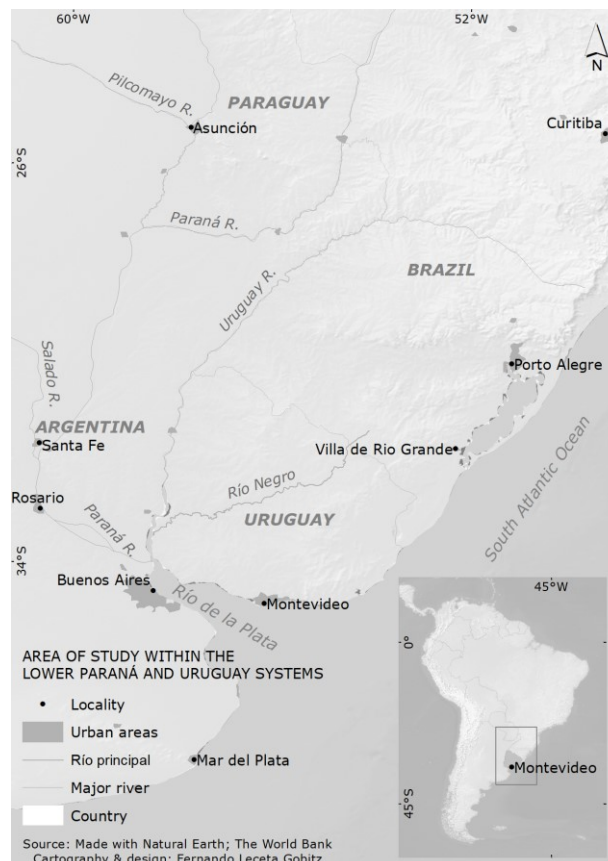 60°W
52°W
N
Pilcomayo R.
PARAGUAY
Asunción
Curitiba
26°S
Paraná R.
Uruguay R.
BRAZIL
Salado R.
Porto Alegre
ARGENTINA
Santa Fe
Villa de Rio Grande
Río Negro
South Atlantic Ocean
Rosario
Paraná R.
URUGUAY
34°S
Buenos Aires
Río de la Plata
Montevideo
45°W
0°
Montevideo
45°S
AREA OF STUDY WITHIN THE
LOWER PARANÁ AND URUGUAY SYSTEMS
Locality
Urban areas
Río principal
Major river
Country
Mar del Plata
Source: Made with Natural Earth; The World Bank
Cartography & design: Fernando Leceta Gobitz